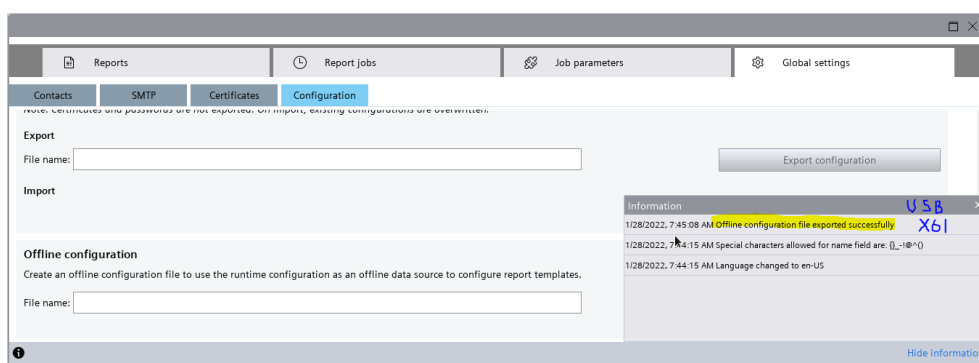 Reports
Report jobs
Job parameters
Global settings
Contacts
SMTP
Certificates
Configuration
Note: Certificates and passwords are not exported. On import, existing configurations are overwritten.
Export
File name:
Export configuration
Import
Information
USB
1/28/2022, 7:45:08 AM Offline configuration file exported successfully
X61
1/28/2022, 7:44:15 AM Special characters allowed for name field are: {}_-!@^()
1/28/2022, 7:44:15 AM Language changed to en-US
Offline configuration
Create an offline configuration file to use the runtime configuration as an offline data source to configure report templates.
File name:
Hide informatio